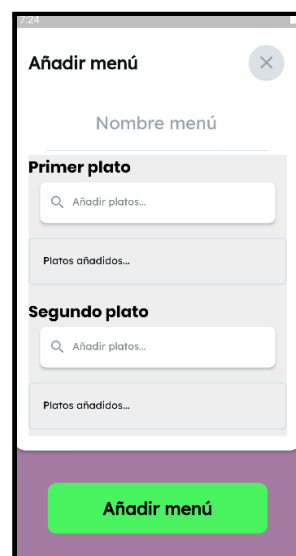 7:24
Añadir menú
Nombre menú
Primer plato
Añadir platos...
Platos añadidos...
Segundo plato
Añadir platos...
Platos añadidos...
Añadir menú